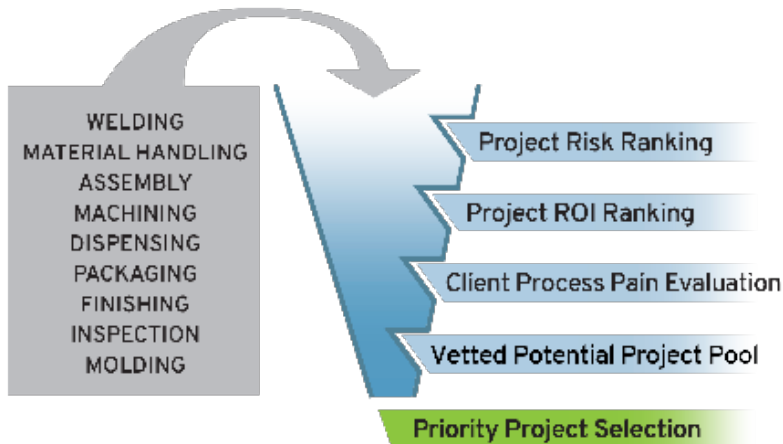 WELDING
MATERIAL HANDLING
ASSEMBLY
MACHINING
DISPENSING
PACKAGING
FINISHING
INSPECTION
MOLDING
Project Risk Ranking
Project ROI Ranking
Client Process Pain Evaluation
Vetted Potential Project Pool
Priority Project Selection